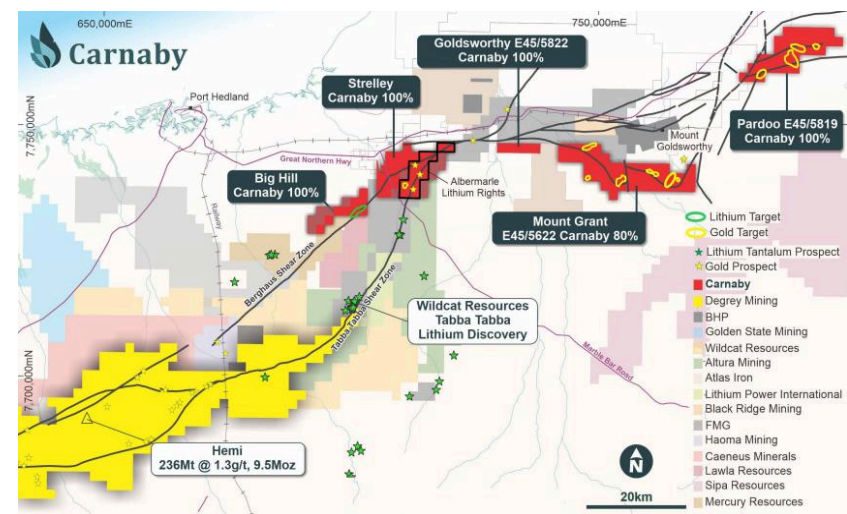 650,000mE
750,000mE
Carnaby
Goldsworthy E45/5822
Carnaby 100%
Strelley
Carnaby 100%
Port Hedland
7,750,000mN
Mount
Goldsworthy
Pardoo E45/5819
Carnaby 100%
Great Northern Hwy
Big Hill
Carnaby 100%
Albermarle
Lithium Rights
Mount Grant
E45/5622 Carnaby 80%
Railway
Berghaus Shear Zone
Tabba Tabba Shear Zone
Wildcat Resources
Tabba Tabba
Lithium Discovery
Marble Bar Road
7,700,000mN
Hemi
236Mt @ 1.3g/t, 9.5Moz
N
20km
Lithium Target
Gold Target
Lithium Tantalum Prospect
Gold Prospect
Carnaby
Degrey Mining
BHP
Golden State Mining
Wildcat Resources
Altura Mining
Atlas Iron
Lithium Power International
Black Ridge Mining
FMG
Haoma Mining
Caeneus Minerals
Lawla Resources
Sipa Resources
Mercury Resources